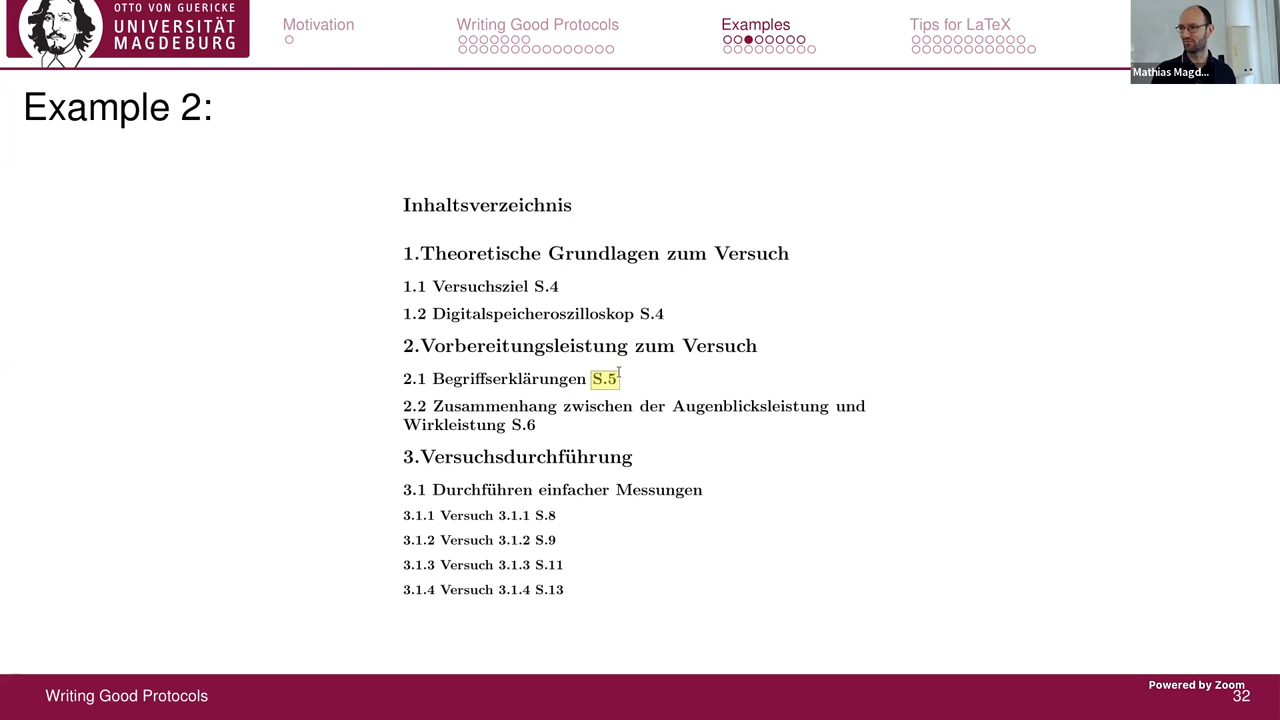 OTTO VON GUERICKE
UNIVERSITÄT
MAGDEBURG
Motivation
Writing Good Protocols
Examples
Tips for LaTeX
Mathias Magd...
Example 2:
Inhaltsverzeichnis
1.Theoretische Grundlagen zum Versuch
1.1 Versuchsziel S.4
1.2 Digitalspeicheroszilloskop S.4
2.Vorbereitungsleistung zum Versuch
2.1 Begriffserklärungen S.5
2.2 Zusammenhang zwischen der Augenblicksleistung und
Wirkleistung S.6
3.Versuchsdurchführung
3.1 Durchführen einfacher Messungen
3.1.1 Versuch 3.1.1 S.8
3.1.2 Versuch 3.1.2 S.9
3.1.3 Versuch 3.1.3 S.11
3.1.4 Versuch 3.1.4 S.13
Writing Good Protocols
Powered by Zoom
32